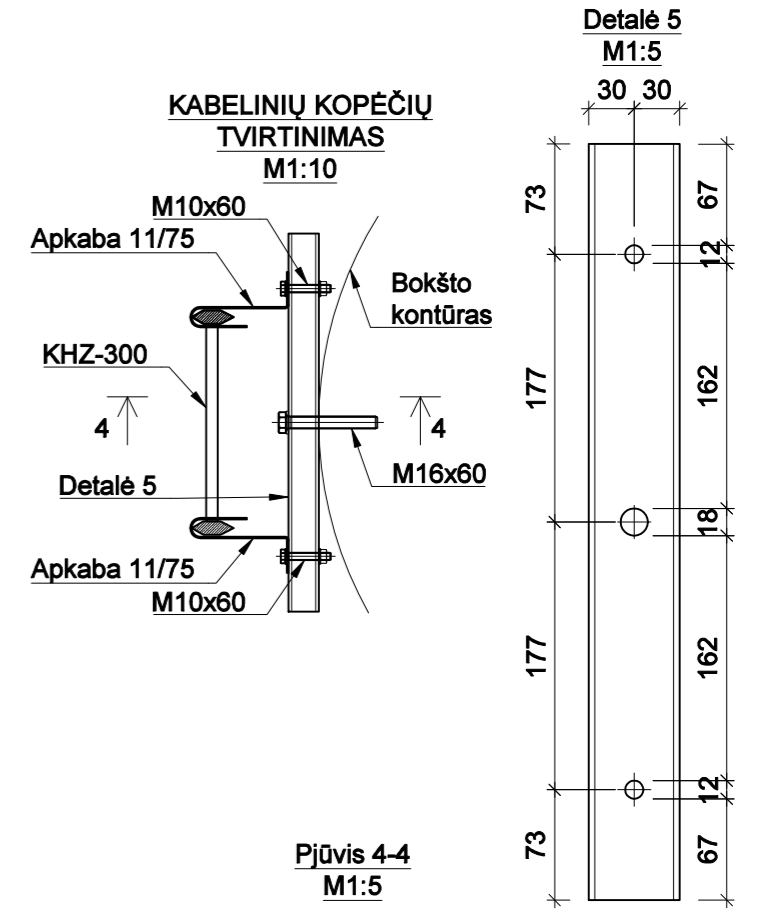 Detalė 5
M1:5
30 30
KABELINIŲ KOPĖČIŲ
TVIRTINIMAS
M1:10
M10x60
Apkaba 11/75
Bokšto
kontūras
KHZ-300
4 4
M16x60
Detalė 5
Apkaba 11/75
M10x60
73
177
177
73
67
12
162
18
162
12
67
Pjūvis 4-4
M1:5